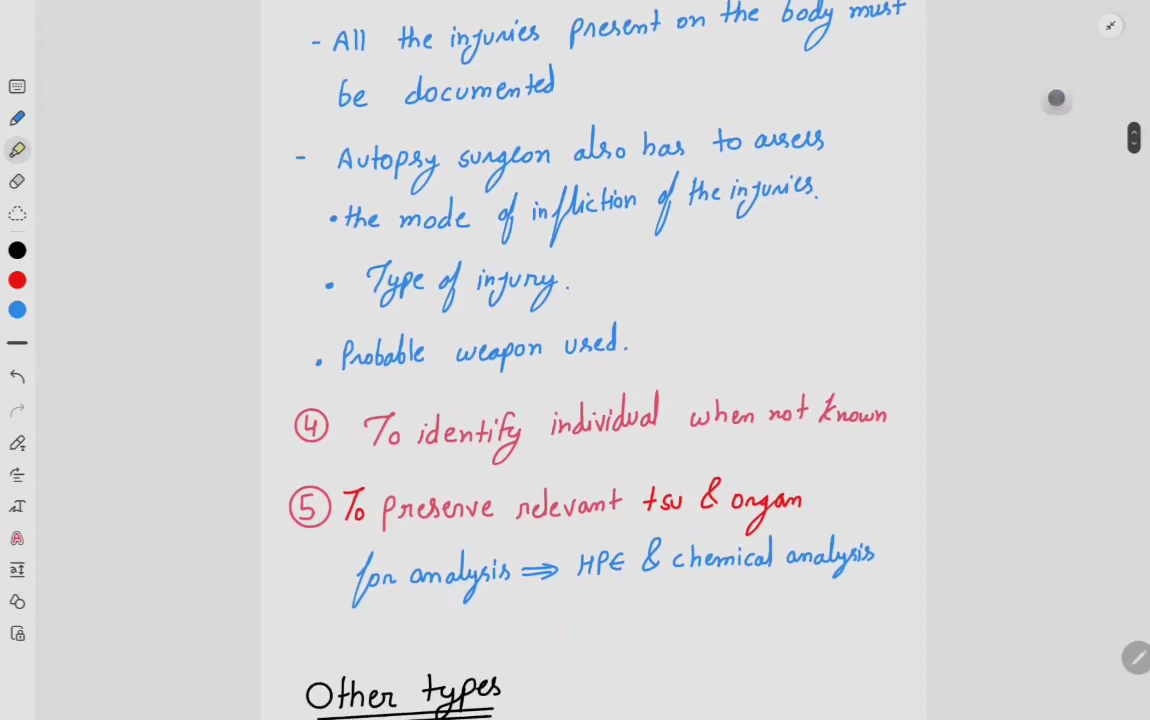 - All the injuries present on the body must
be documented
- Autopsy surgeon also has to assess
• the mode of infliction of the injuries.
• Type of injury.
• Probable weapon used.
④ To identify individual when not known
⑤ To preserve relevant tsu & organ
for analysis ⇒ HPE & chemical analysis
Other types